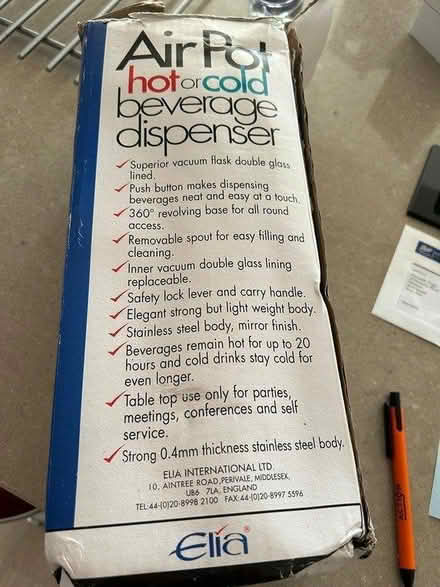 Air Pot
hot or cold
beverage
dispenser
Superior vacuum flask double glass
lined.
Push button makes dispensing
beverages neat and easy at a touch.
360° revolving base for all round
access.
Removable spout for easy filling and
cleaning.
Inner vacuum double glass lining
replaceable.
Safety lock lever and carry handle.
Elegant strong but light weight body.
Stainless steel body, mirror finish.
Beverages remain hot for up to 20
hours and cold drinks stay cold for
even longer.
Table top use only for parties,
meetings, conferences and self
service.
Strong 0.4mm thickness stainless steel body.
ELIA INTERNATIONAL LTD
10, AINTREE ROAD, PERIVALE, MIDDLESEX,
UB6 7LA, ENGLAND
TEL:44-(0)20-8998 2100 FAX:44-(0)20-8997 5596
Elia